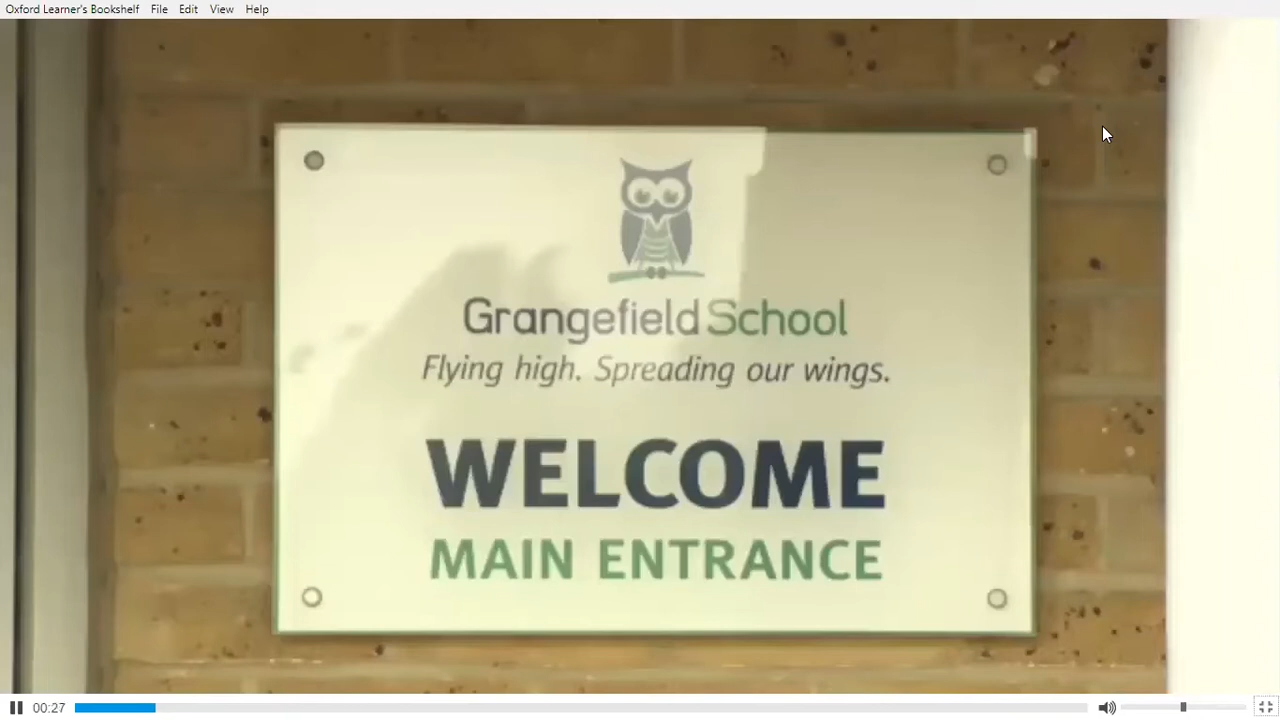 Oxford Learner's Bookshelf File Edit View Help
Grangefield School
Flying high. Spreading our wings.
WELCOME
MAIN ENTRANCE
00:27